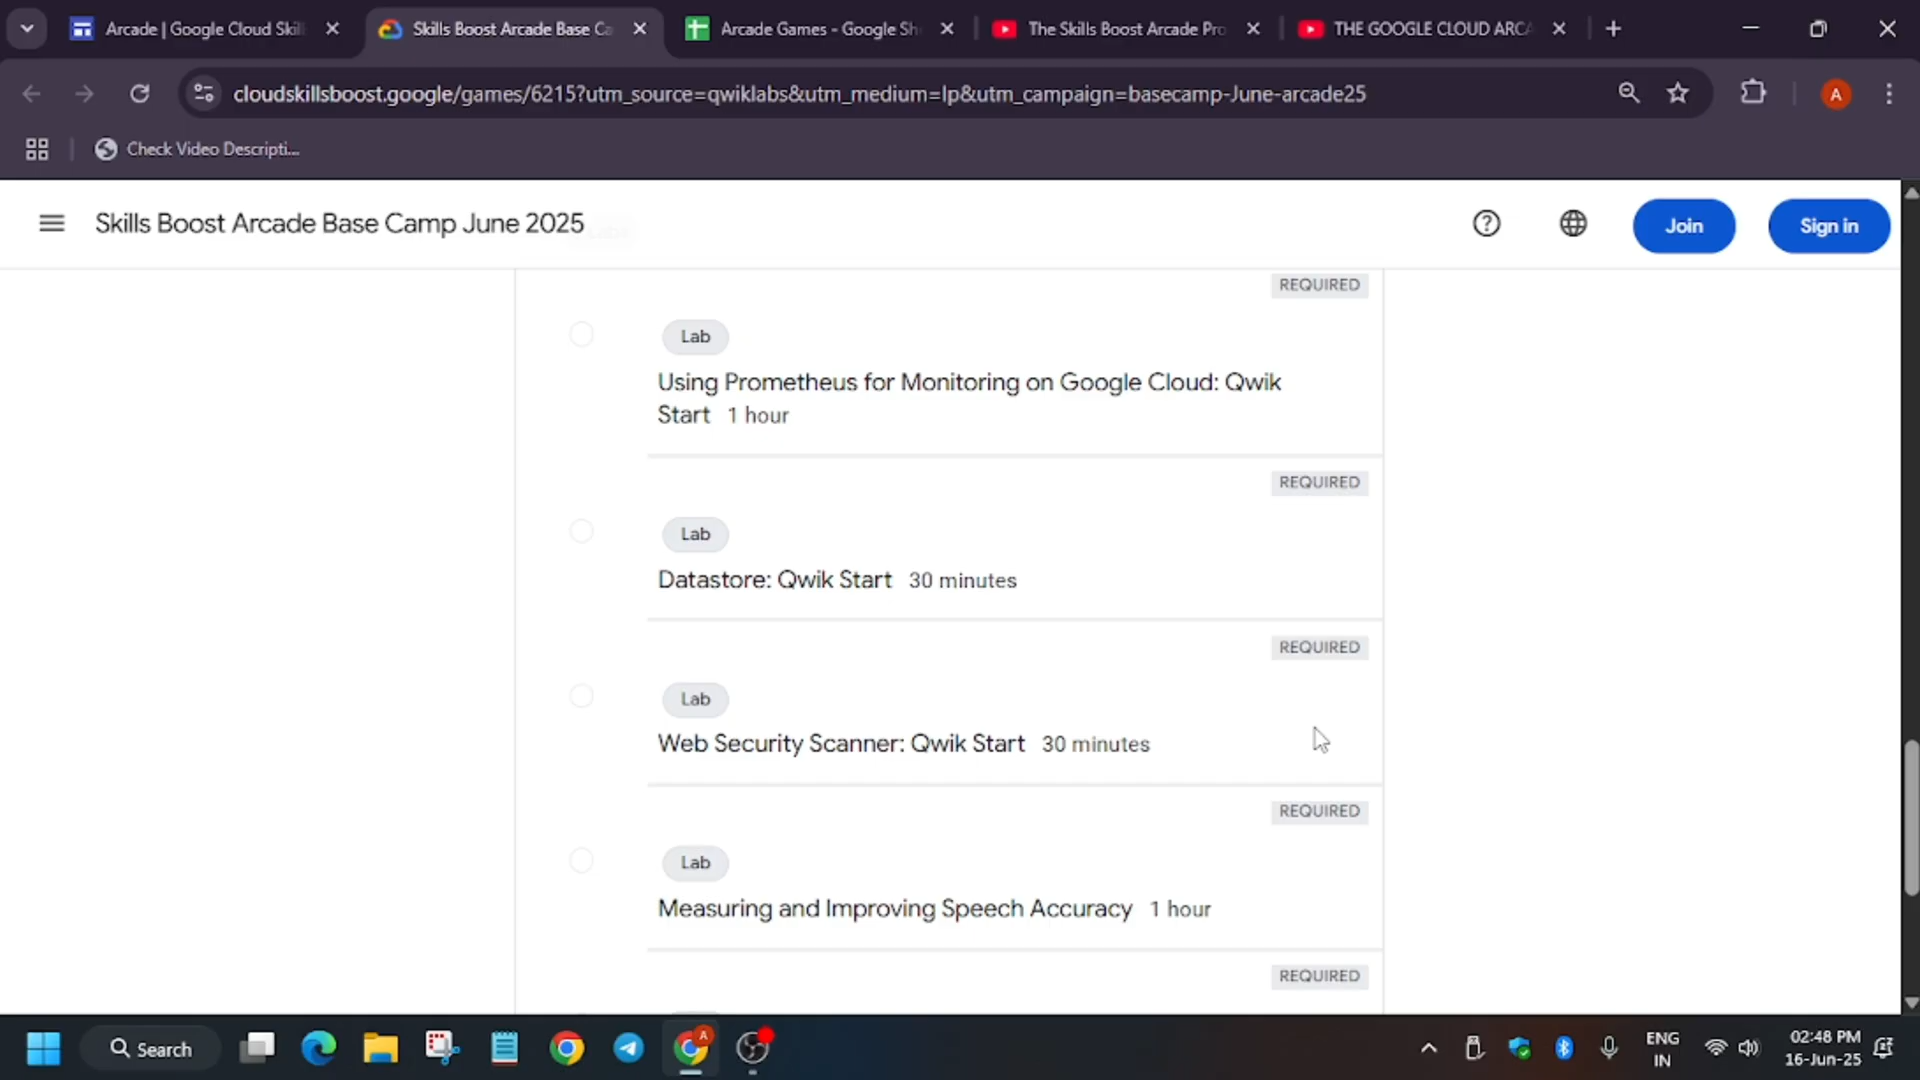 Arcade | Google Cloud Skil
Skills Boost Arcade Base Ca
Arcade Games - Google Sh
The Skills Boost Arcade Pro
THE GOOGLE CLOUD ARCA
cloudskillsboost.google/games/6215?utm_source=qwiklabs&utm_medium=lp&utm_campaign=basecamp-June-arcade25
A
Check Video Descripti...
Skills Boost Arcade Base Camp June 2025
Join
Sign in
REQUIRED
Lab
Using Prometheus for Monitoring on Google Cloud: Qwik
Start 1 hour
REQUIRED
Lab
Datastore: Qwik Start 30 minutes
REQUIRED
Lab
Web Security Scanner: Qwik Start 30 minutes
REQUIRED
Lab
Measuring and Improving Speech Accuracy 1 hour
REQUIRED
Search
A
ENG
IN
02:48 PM
16-Jun-25